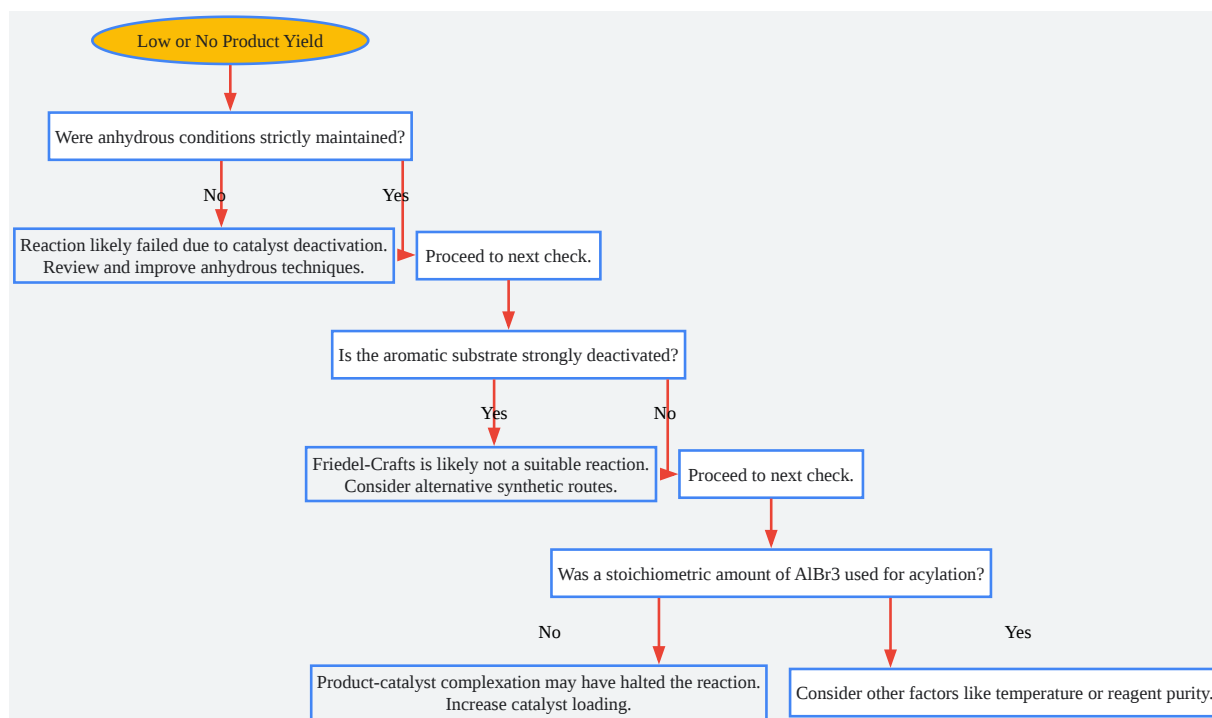 Low or No Product Yield
Were anhydrous conditions strictly maintained?
No
Yes
Reaction likely failed due to catalyst deactivation.
Review and improve anhydrous techniques.
Proceed to next check.
Is the aromatic substrate strongly deactivated?
Yes
No
Friedel-Crafts is likely not a suitable reaction.
Consider alternative synthetic routes.
Proceed to next check.
Was a stoichiometric amount of AlBr3 used for acylation?
No
Yes
Product-catalyst complexation may have halted the reaction.
Increase catalyst loading.
Consider other factors like temperature or reagent purity.